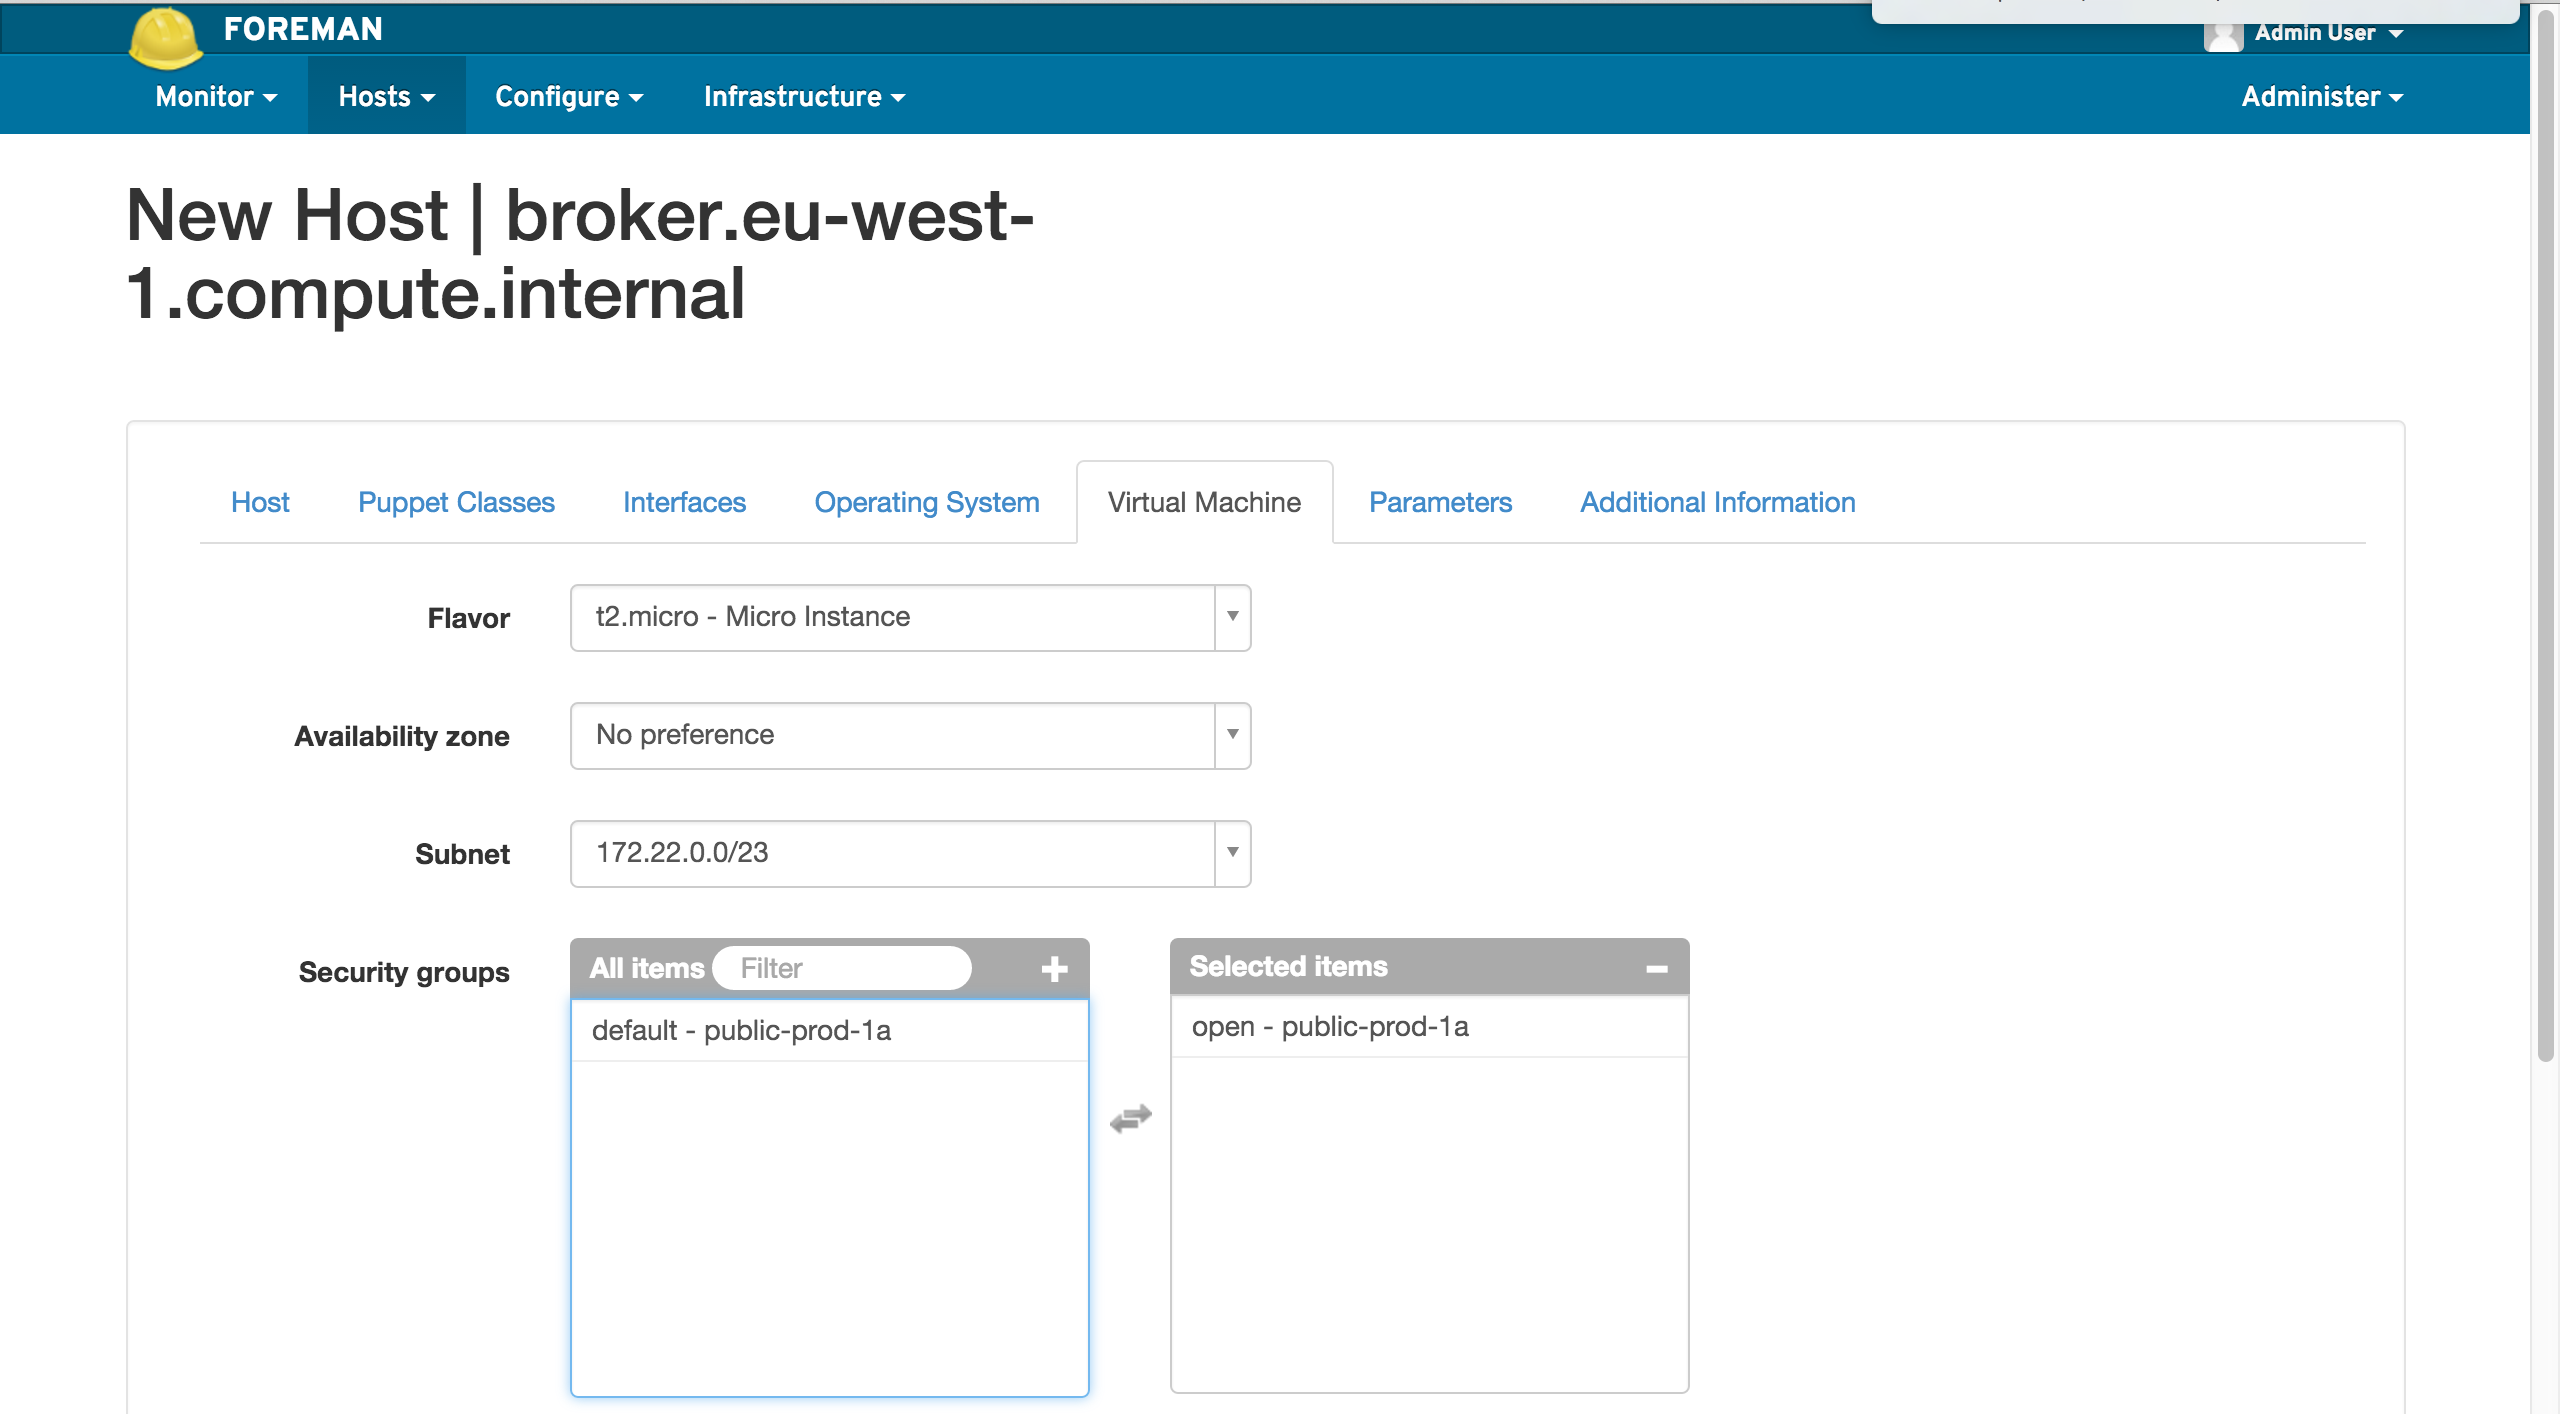 FOREMAN
Admin User
Monitor Hosts Configure Infrastructure Administer
New Host | broker.eu-west-
1.compute.internal
Host Puppet Classes Interfaces Operating System Virtual Machine Parameters Additional Information
Flavor t2.micro - Micro Instance
Availability zone No preference
Subnet 172.22.0.0/23
Security groups All items Filter + Selected items −
default - public-prod-1a open - public-prod-1a